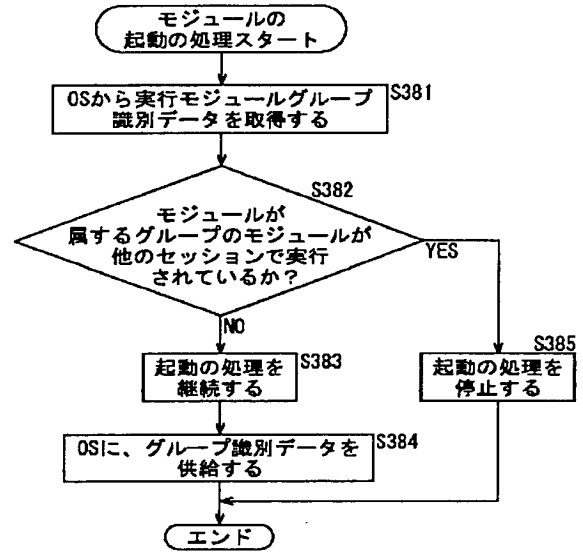 モジュールの
起動の処理スタート
S381
OSから実行モジュールグループ
識別データを取得する
S382
モジュールが
属するグループのモジュールが
他のセッションで実行
されているか？
YES
NO
S383
起動の処理を
継続する
S385
起動の処理を
停止する
S384
OSに、グループ識別データを
供給する
エンド